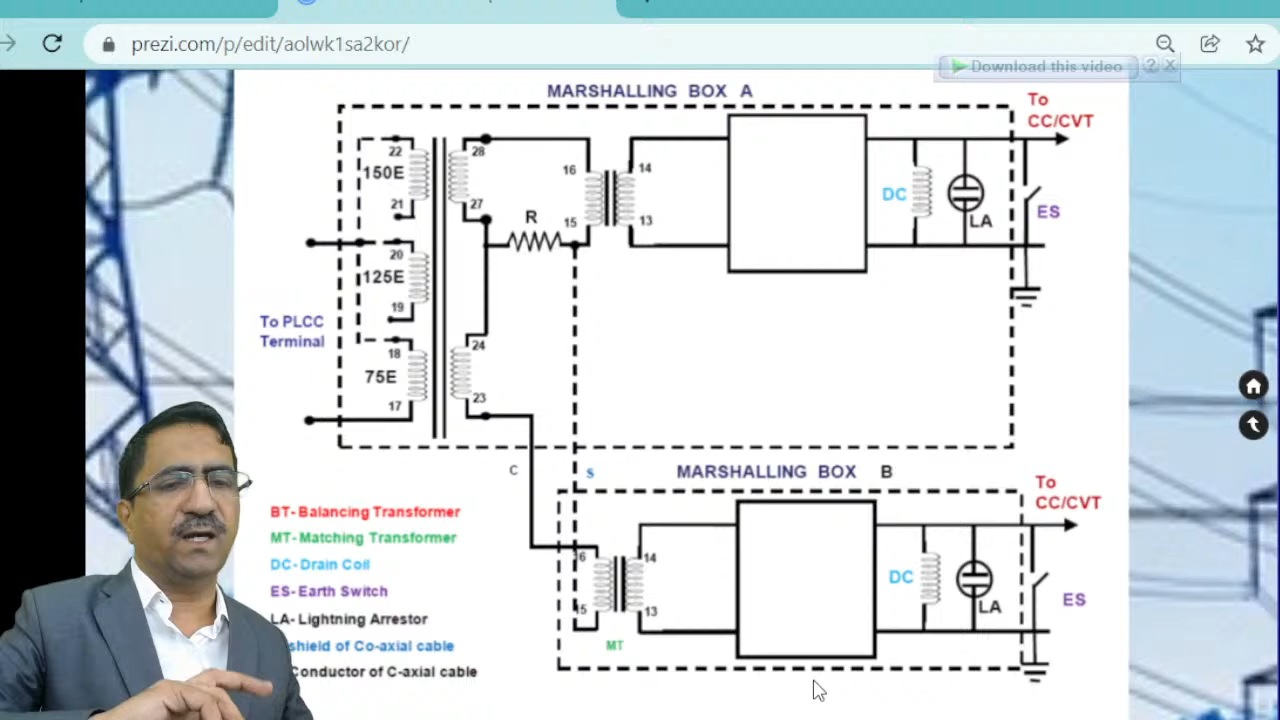 prezi.com/p/edit/aolwk1sa2kor/
Download this video
?
X
MARSHALLING BOX A
To
CC/CVT
22
150E
21
20
125E
19
18
75E
17
28
27
24
23
R
16
15
14
13
DC
LA
ES
To PLCC
Terminal
C
s
MARSHALLING BOX B
To
CC/CVT
14
13
MT
DC
LA
ES
BT- Balancing Transformer
MT- Matching Transformer
DC- Drain Coil
ES- Earth Switch
LA- Lightning Arrestor
shield of Co-axial cable
Conductor of C-axial cable